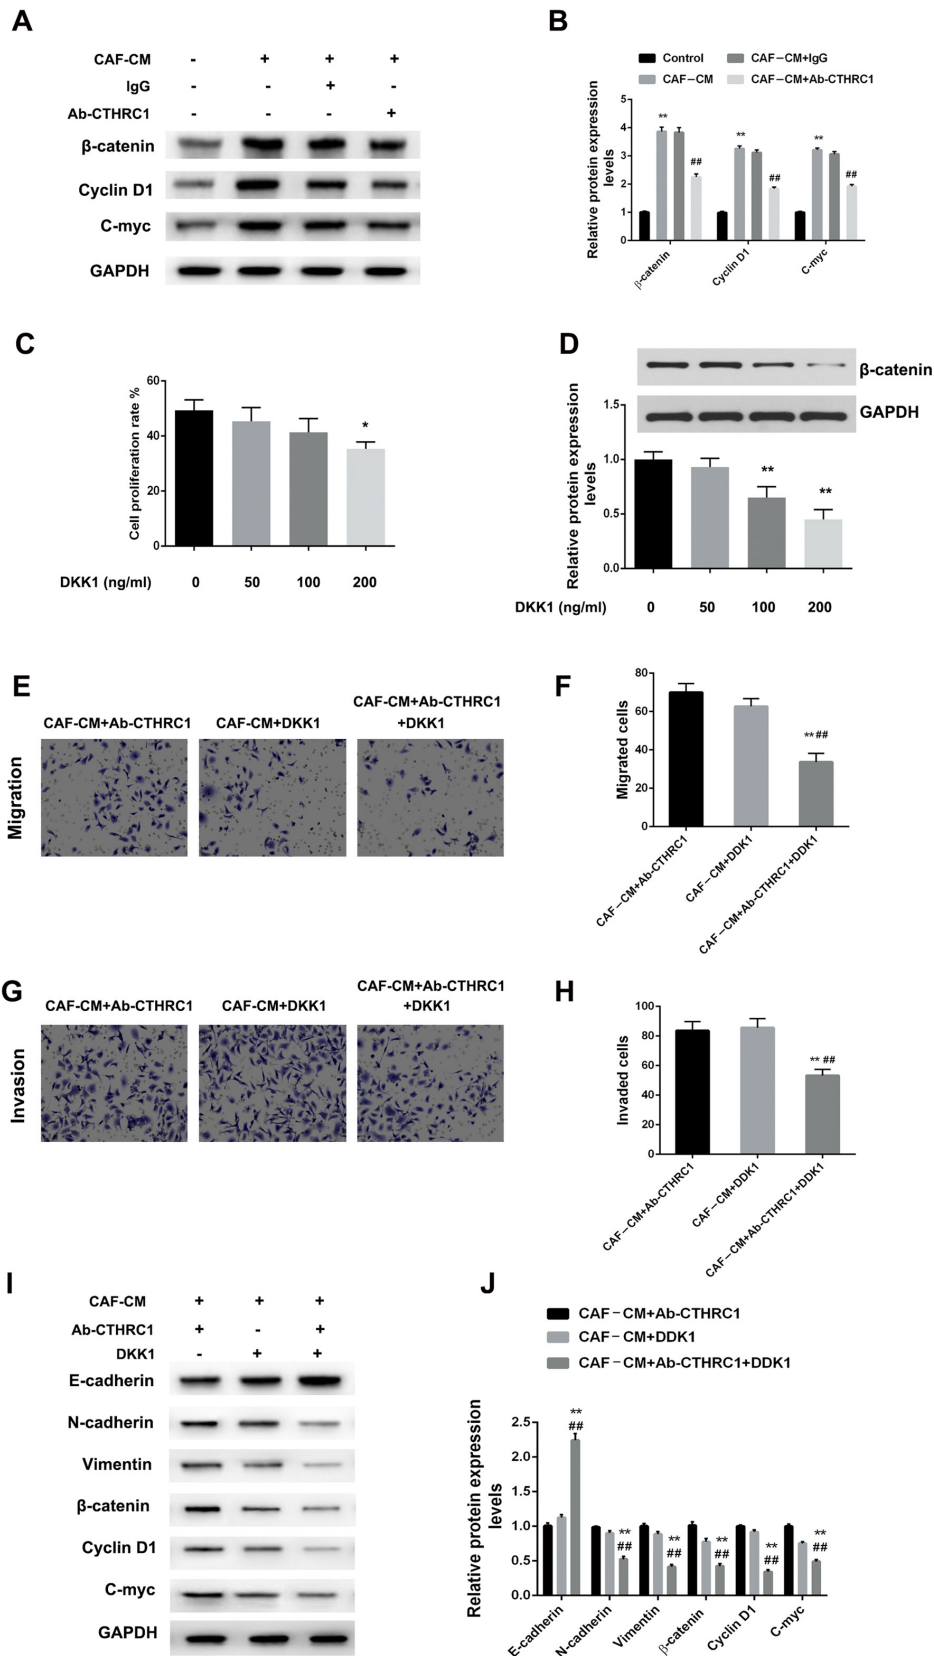 A
CAF-CM - + + +
IgG - - + -
Ab-CTHRC1 - - - +
β-catenin
Cyclin D1
C-myc
GAPDH
B
Control
CAF-CM
CAF-CM+IgG
CAF-CM+Ab-CTHRC1
Relative protein expression
levels
5
4
3
2
1
0
** ## ** ## ** ##
β-catenin
Cyclin D1
C-myc
C
Cell proliferation rate %
60
40
20
0
*
DKK1 (ng/ml) 0 50 100 200
D
β-catenin
GAPDH
Relative protein expression
levels
1.5
1.0
0.5
0.0
** **
DKK1 (ng/ml) 0 50 100 200
E
Migration
CAF-CM+Ab-CTHRC1
CAF-CM+DKK1
CAF-CM+Ab-CTHRC1
+DKK1
F
Migrated cells
80
60
40
20
0
**##
CAF-CM+Ab-CTHRC1
CAF-CM+DDK1
CAF-CM+Ab-CTHRC1+DDK1
G
Invasion
CAF-CM+Ab-CTHRC1
CAF-CM+DKK1
CAF-CM+Ab-CTHRC1
+DKK1
H
Invaded cells
100
80
60
40
20
0
** ##
CAF-CM+Ab-CTHRC1
CAF-CM+DDK1
CAF-CM+Ab-CTHRC1+DDK1
I
CAF-CM + + +
Ab-CTHRC1 + - +
DKK1 - + +
E-cadherin
N-cadherin
Vimentin
β-catenin
Cyclin D1
C-myc
GAPDH
J
CAF-CM+Ab-CTHRC1
CAF-CM+DDK1
CAF-CM+Ab-CTHRC1+DDK1
Relative protein expression
levels
2.5
2.0
1.5
1.0
0.5
0.0
** ** ** ** ** **
## ## ## ## ## ##
E-cadherin
N-cadherin
Vimentin
β-catenin
Cyclin D1
C-myc